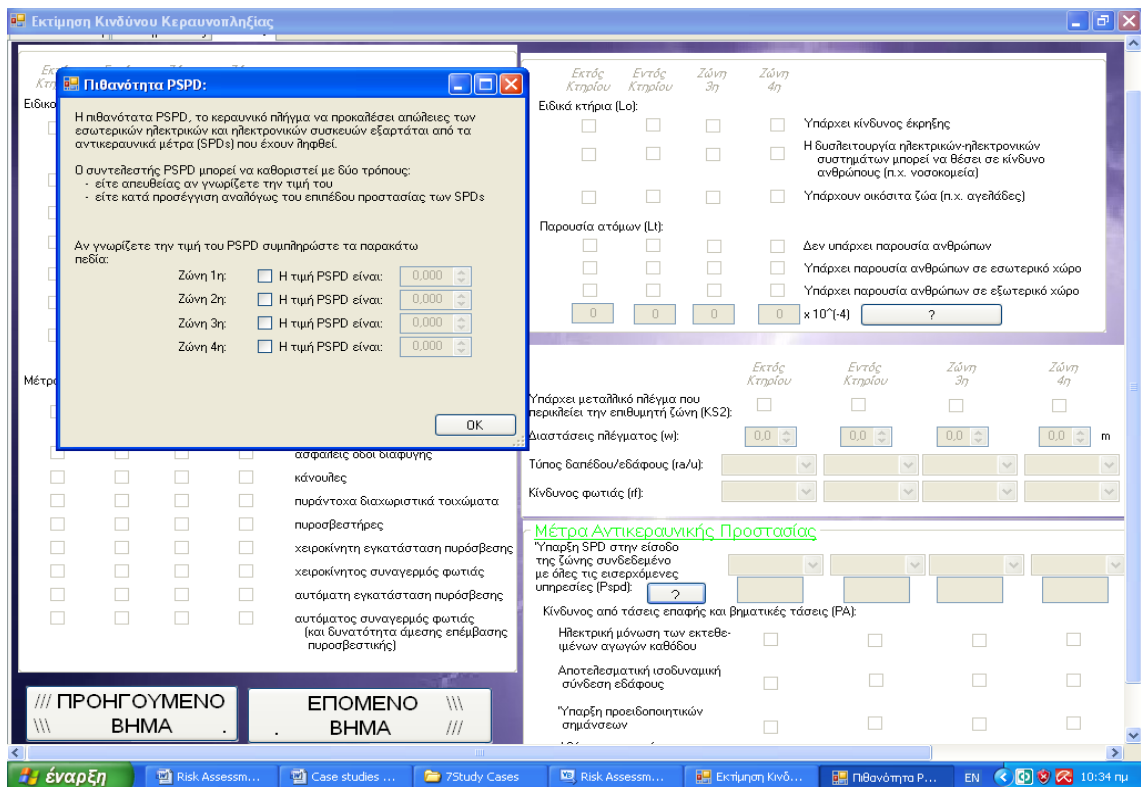 Εκτίμηση Κινδύνου Κεραυνοπληξίας
Πιθανότητα PSPD:
Η πιθανότατα PSPD, το κεραυνικό πλήγμα να προκαλέσει απώλειες των
εσωτερικών ηλεκτρικών και ηλεκτρονικών συσκευών εξαρτάται από τα
αντικεραυνικά μέτρα (SPDs) που έχουν ληφθεί.
Ο συντελεστής PSPD μπορεί να καθοριστεί με δύο τρόπους:
- είτε απευθείας αν γνωρίζετε την τιμή του
- είτε κατά προσέγγιση αναλόγως του επιπέδου προστασίας των SPDs
Αν γνωρίζετε την τιμή του PSPD συμπληρώστε τα παρακάτω
πεδία:
Ζώνη 1η: Η τιμή PSPD είναι: 0,000
Ζώνη 2η: Η τιμή PSPD είναι: 0,000
Ζώνη 3η: Η τιμή PSPD είναι: 0,000
Ζώνη 4η: Η τιμή PSPD είναι: 0,000
OK
ασφαλείς οδοί διαφυγής
κάνουλες
πυράντοχα διαχωριστικά τοιχώματα
πυροσβεστήρες
χειροκίνητη εγκατάσταση πυρόσβεσης
χειροκίνητος συναγερμός φωτιάς
αυτόματη εγκατάσταση πυρόσβεσης
αυτόματος συναγερμός φωτιάς
(και δυνατότητα άμεσης επέμβασης
πυροσβεστικής)
/// ΠΡΟΗΓΟΥΜΕΝΟ
\\\ ΒΗΜΑ .
ΕΠΟΜΕΝΟ \\\
. ΒΗΜΑ ///
Εκτός Εντός Ζώνη Ζώνη
Κτηρίου Κτηρίου 3η 4η
Ειδικά κτήρια (Lo):
Υπάρχει κίνδυνος έκρηξης
Η δυσλειτουργία ηλεκτρικών-ηλεκτρονικών
συστημάτων μπορεί να θέσει σε κίνδυνο
ανθρώπους (π.χ. νοσοκομεία)
Υπάρχουν οικόσιτα ζώα (π.χ. αγελάδες)
Παρουσία ατόμων (Lt):
Δεν υπάρχει παρουσία ανθρώπων
Υπάρχει παρουσία ανθρώπων σε εσωτερικό χώρο
Υπάρχει παρουσία ανθρώπων σε εξωτερικό χώρο
0 0 0 0 x 10^(-4) ?
Εκτός Εντός Ζώνη Ζώνη
Κτηρίου Κτηρίου 3η 4η
Υπάρχει μεταλλικό πλέγμα που
περικλείει την επιθυμητή ζώνη (KS2):
Διαστάσεις πλέγματος (w): 0,0 0,0 0,0 0,0 m
Τύπος δαπέδου/εδάφους (ra/u):
Κίνδυνος φωτιάς (rf):
Μέτρα Αντικεραυνικής Προστασίας
Ύπαρξη SPD στην είσοδο
της ζώνης συνδεδεμένο
με όλες τις εισερχόμενες
υπηρεσίες (Pspd): ?
Κίνδυνος από τάσεις επαφής και βηματικές τάσεις (PA):
Ηλεκτρική μόνωση των εκτεθε-
ιμένων αγωγών καθόδου
Αποτελεσματική ισοδυναμική
σύνδεση εδάφους
Ύπαρξη προειδοποιητικών
σημάνσεων
έναρξη Risk Assessm... Case studies ... 7Study Cases Risk Assessm... Εκτίμηση Κινδ... Πιθανότητα P... EN 10:34 πμ